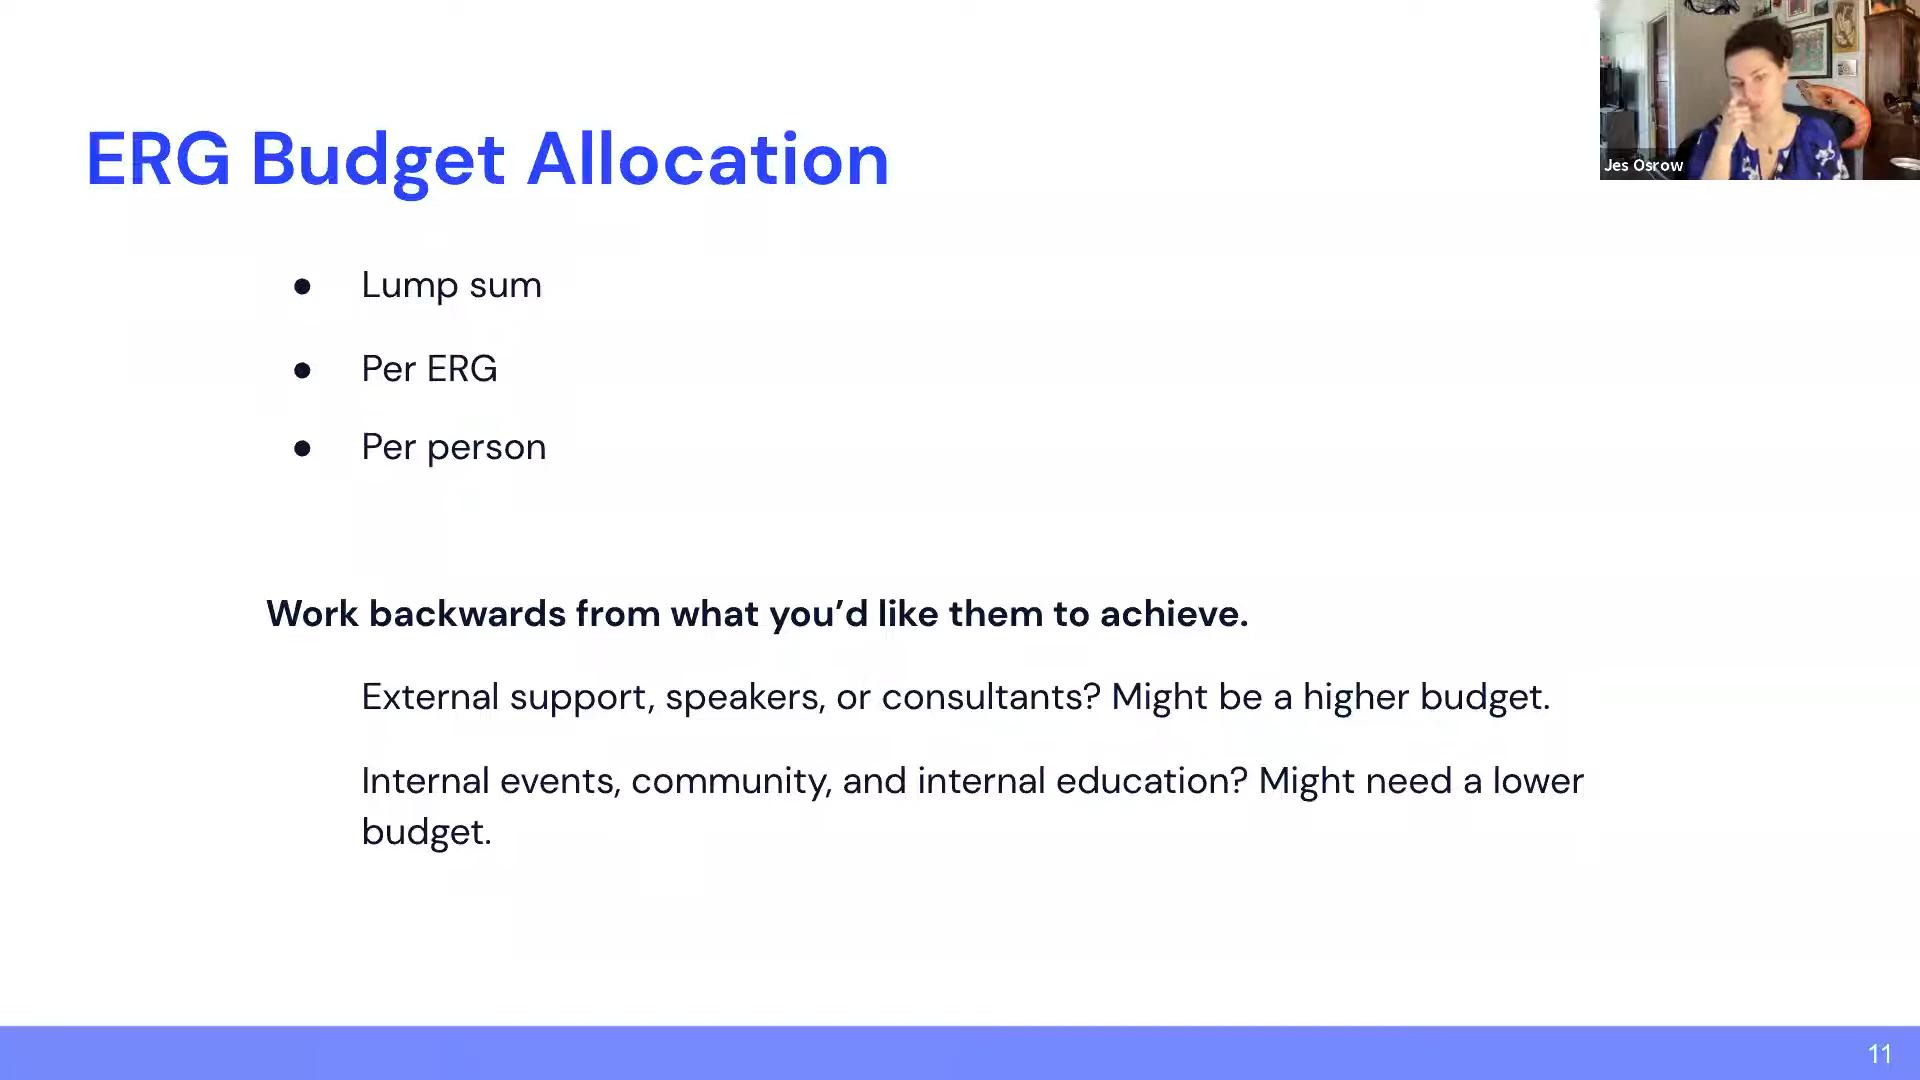 ERG Budget Allocation
Jes Osrow
● Lump sum
● Per ERG
● Per person
Work backwards from what you’d like them to achieve.
External support, speakers, or consultants? Might be a higher budget.
Internal events, community, and internal education? Might need a lower
budget.
11